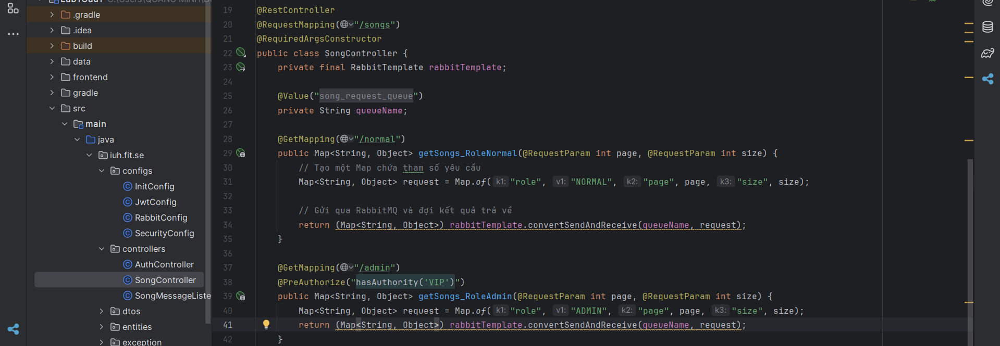 .gradle
.idea
build
data
frontend
gradle
src
main
java
iuh.fit.se
configs
InitConfig
JwtConfig
RabbitConfig
SecurityConfig
controllers
AuthController
SongController
SongMessageListe
dtos
entities
exception
19 @RestController
20 @RequestMapping("/songs")
21 @RequiredArgsConstructor
22 public class SongController {
23 private final RabbitTemplate rabbitTemplate;
24
25 @Value("song_request_queue")
26 private String queueName;
27
28 @GetMapping("/normal")
29 public Map<String, Object> getSongs_RoleNormal(@RequestParam int page, @RequestParam int size) {
30 // Tạo một Map chứa tham số yêu cầu
31 Map<String, Object> request = Map.of( k1: "role", v1: "NORMAL", k2: "page", page, k3: "size", size);
32
33 // Gửi qua RabbitMQ và đợi kết quả trả về
34 return (Map<String, Object>) rabbitTemplate.convertSendAndReceive(queueName, request);
35 }
36
37 @GetMapping("/admin")
38 @PreAuthorize("hasAuthority('VIP')")
39 public Map<String, Object> getSongs_RoleAdmin(@RequestParam int page, @RequestParam int size) {
40 Map<String, Object> request = Map.of( k1: "role", v1: "ADMIN", k2: "page", page, k3: "size", size);
41 return (Map<String, Object>) rabbitTemplate.convertSendAndReceive(queueName, request);
42 }